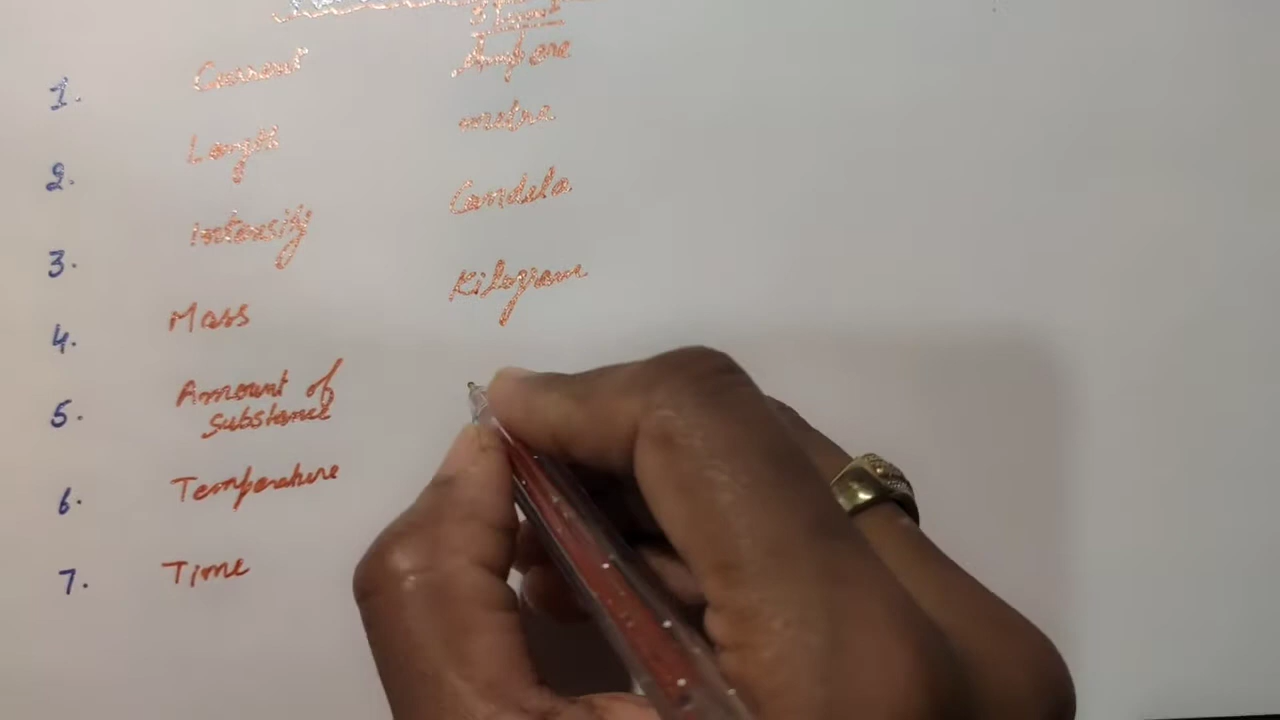 1. Current Ampere
2. Length metre
3. Intensity Candela
4. Mass Kilogram
5. Amount of
substance
6. Temperature
7. Time